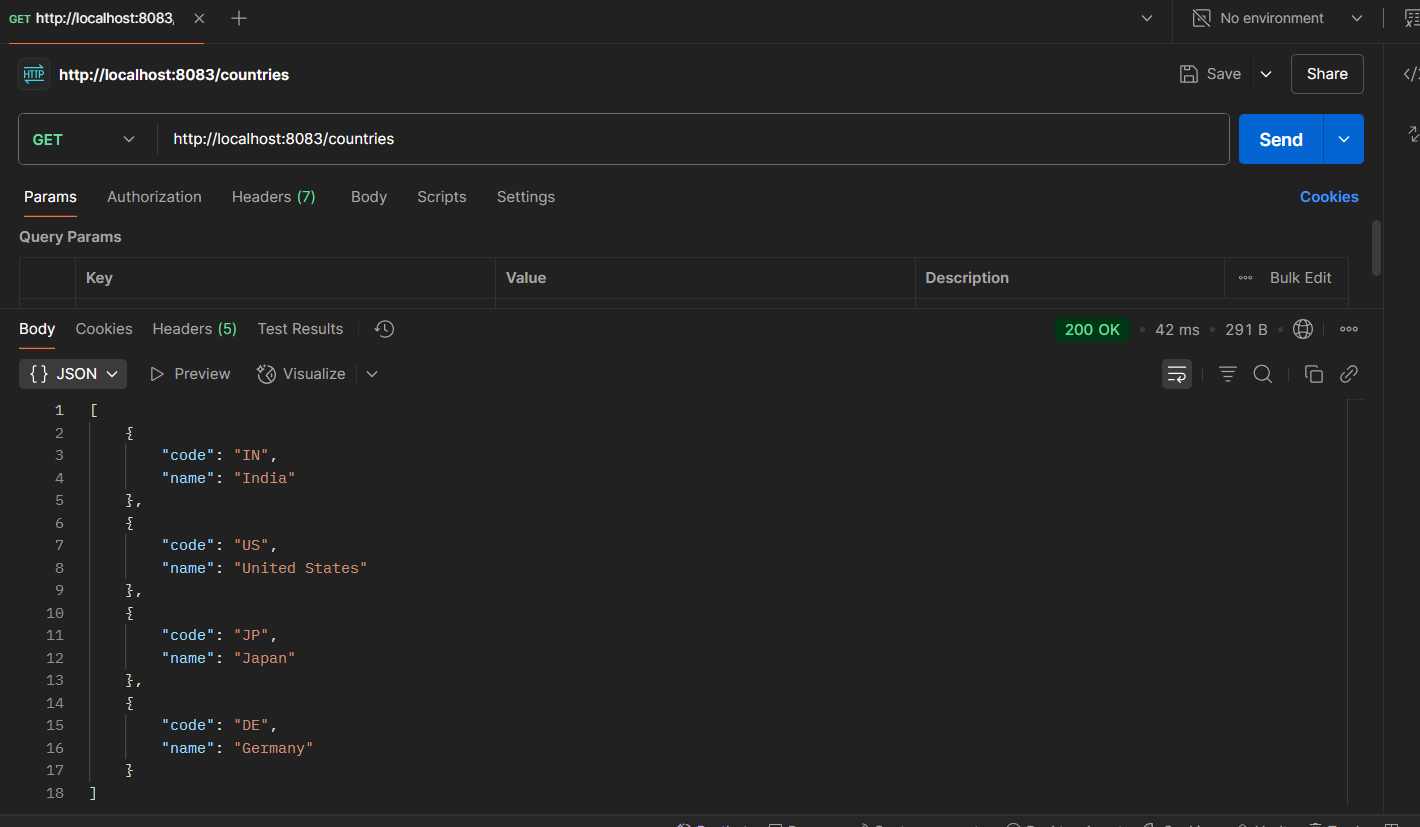 GET http://localhost:8083,
No environment
HTTP http://localhost:8083/countries
Save
Share
GET
http://localhost:8083/countries
Send
Params Authorization Headers (7) Body Scripts Settings
Cookies
Query Params
Key Value Description Bulk Edit
Body Cookies Headers (5) Test Results
200 OK • 42 ms • 291 B
{} JSON Preview Visualize
1 [
2 {
3 "code": "IN",
4 "name": "India"
5 },
6 {
7 "code": "US",
8 "name": "United States"
9 },
10 {
11 "code": "JP",
12 "name": "Japan"
13 },
14 {
15 "code": "DE",
16 "name": "Germany"
17 }
18 ]